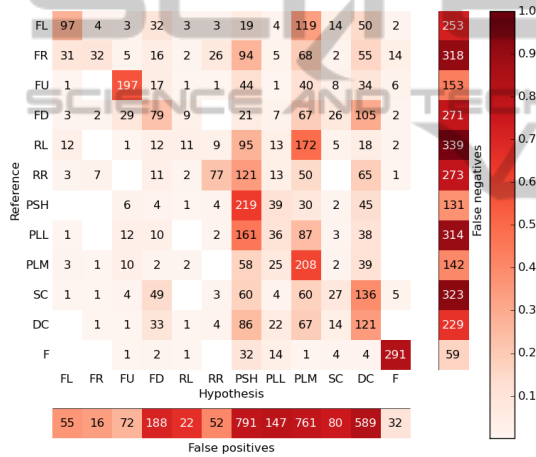 FL 97 4 3 32 3 3 19 4 119 14 50 2 253 1.0
FR 31 32 5 16 2 26 94 5 68 2 55 14 318 0.9
FU 1 197 17 1 1 44 1 40 8 34 6 153 0.8
SCIENCE AND TECH
FD 3 2 29 79 9 21 7 67 26 105 2 271 0.7
RL 12 1 12 11 9 95 13 172 5 18 2 339
RR 3 7 11 2 77 121 13 50 65 1 273 0.6
Reference
False negatives
PSH 6 4 1 4 219 39 30 2 45 131 0.5
PLL 1 12 10 2 161 36 87 3 38 314
PLM 3 1 10 2 2 58 25 208 2 39 142 0.4
SC 1 1 4 49 3 60 4 60 27 136 5 323 0.3
DC 1 1 33 1 4 86 22 67 14 121 229 0.2
F 1 2 1 32 14 1 4 4 291 59
FL FR FU FD RL RR PSH PLL PLM SC DC F 0.1
Hypothesis
55 16 72 188 22 52 791 147 761 80 589 32
False positives